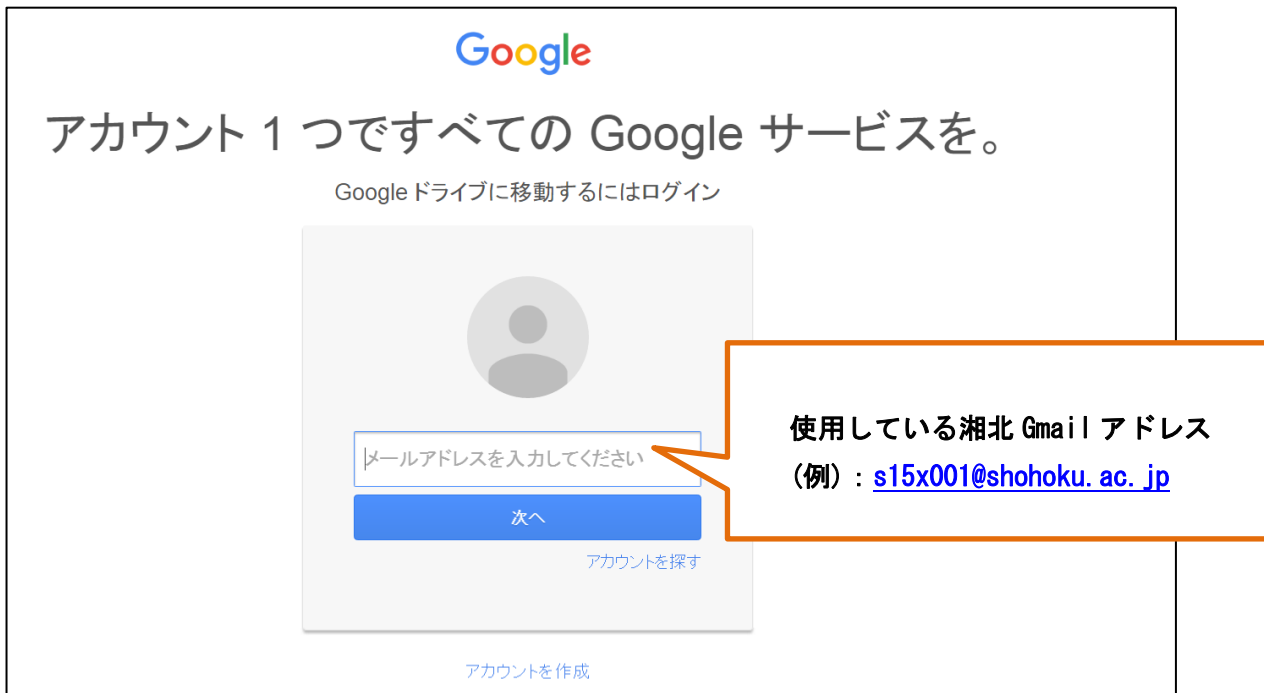 Google
アカウント 1 つですべての Google サービスを。
Google ドライブに移動するにはログイン
メールアドレスを入力してください
使用している湘北 Gmail アドレス
(例)：s15x001@shohoku.ac.jp
次へ
アカウントを探す
アカウントを作成